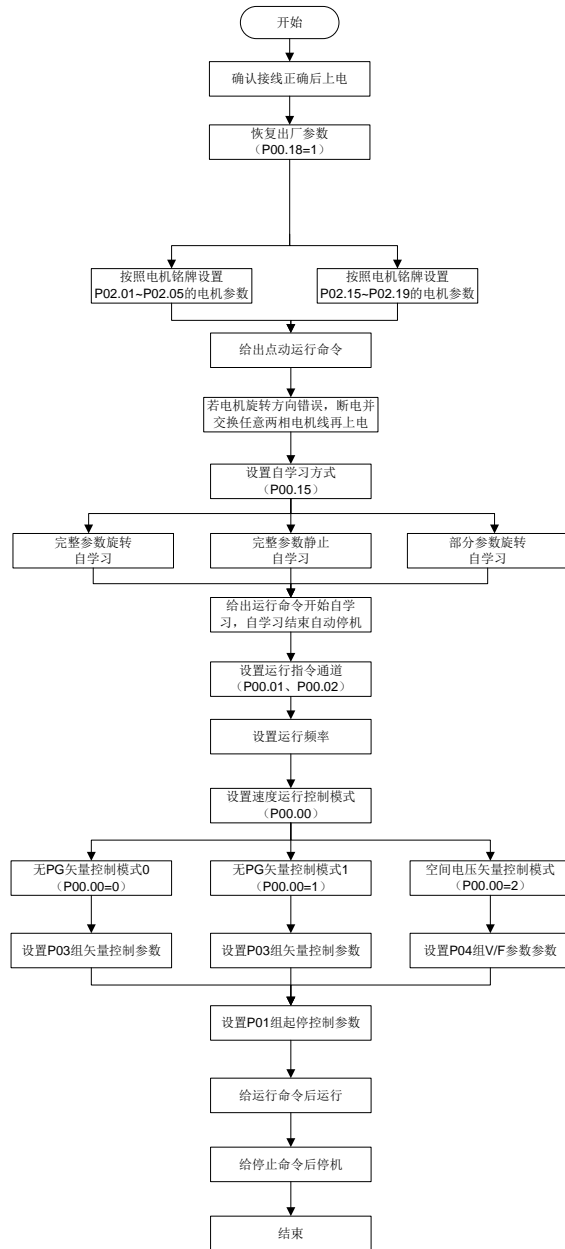 开始
确认接线正确后上电
恢复出厂参数
（P00.18=1）
按照电机铭牌设置
P02.01~P02.05的电机参数
按照电机铭牌设置
P02.15~P02.19的电机参数
给出点动运行命令
若电机旋转方向错误，断电并
交换任意两相电机线再上电
设置自学习方式
（P00.15）
完整参数旋转
自学习
完整参数静止
自学习
部分参数旋转
自学习
给出运行命令开始自学
习，自学习结束自动停机
设置运行指令通道
（P00.01、P00.02）
设置运行频率
设置速度运行控制模式
（P00.00）
无PG矢量控制模式0
（P00.00=0）
无PG矢量控制模式1
（P00.00=1）
空间电压矢量控制模式
（P00.00=2）
设置P03组矢量控制参数
设置P03组矢量控制参数
设置P04组V/F参数参数
设置P01组起停控制参数
给运行命令后运行
给停止命令后停机
结束